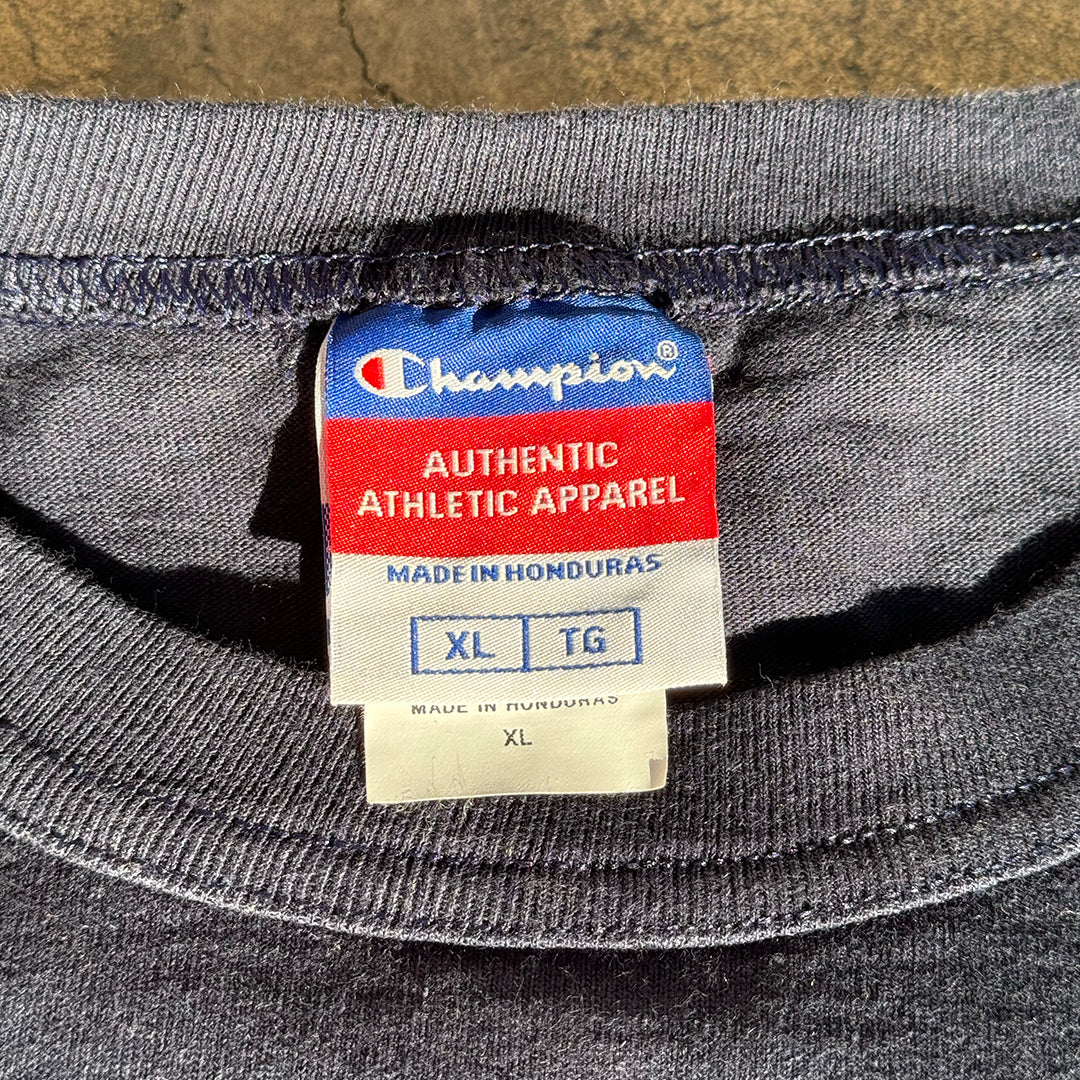 Champion®
AUTHENTIC
ATHLETIC APPAREL
MADE IN HONDURAS
XL TG
MADE IN HONDURAS
XL